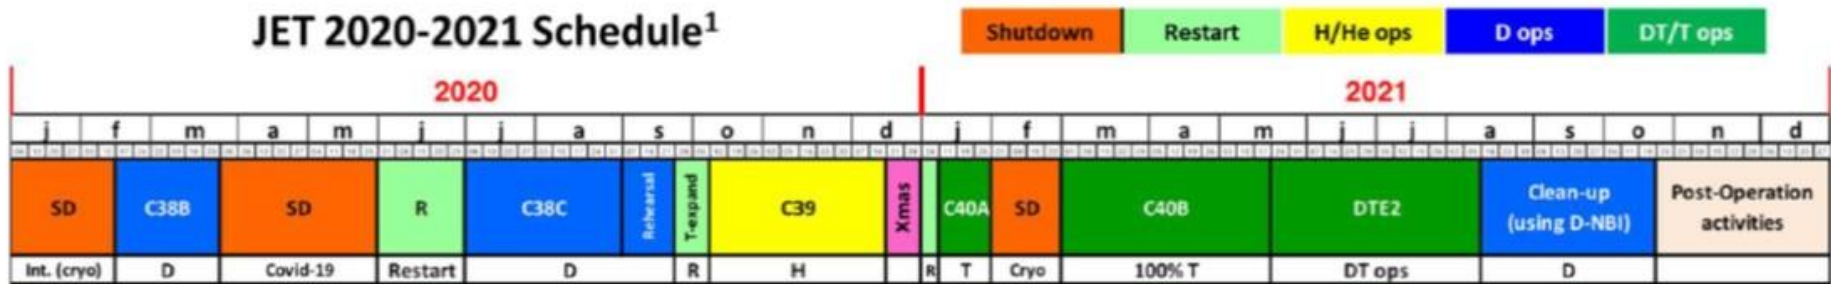 JET 2020-2021 Schedule1
Shutdown Restart H/He ops D ops DT/T ops
2020 2021
j f m a m j j a s o n d j f m a m j j a s o n d
SD C38B SD R C38C Rehearsal T-expand C39 Xmas C40A SD C40B DTE2 Clean-up (using D-NBI) Post-Operation activities
Int. (cryo) D Covid-19 Restart D R H R T Cryo 100% T DT ops D